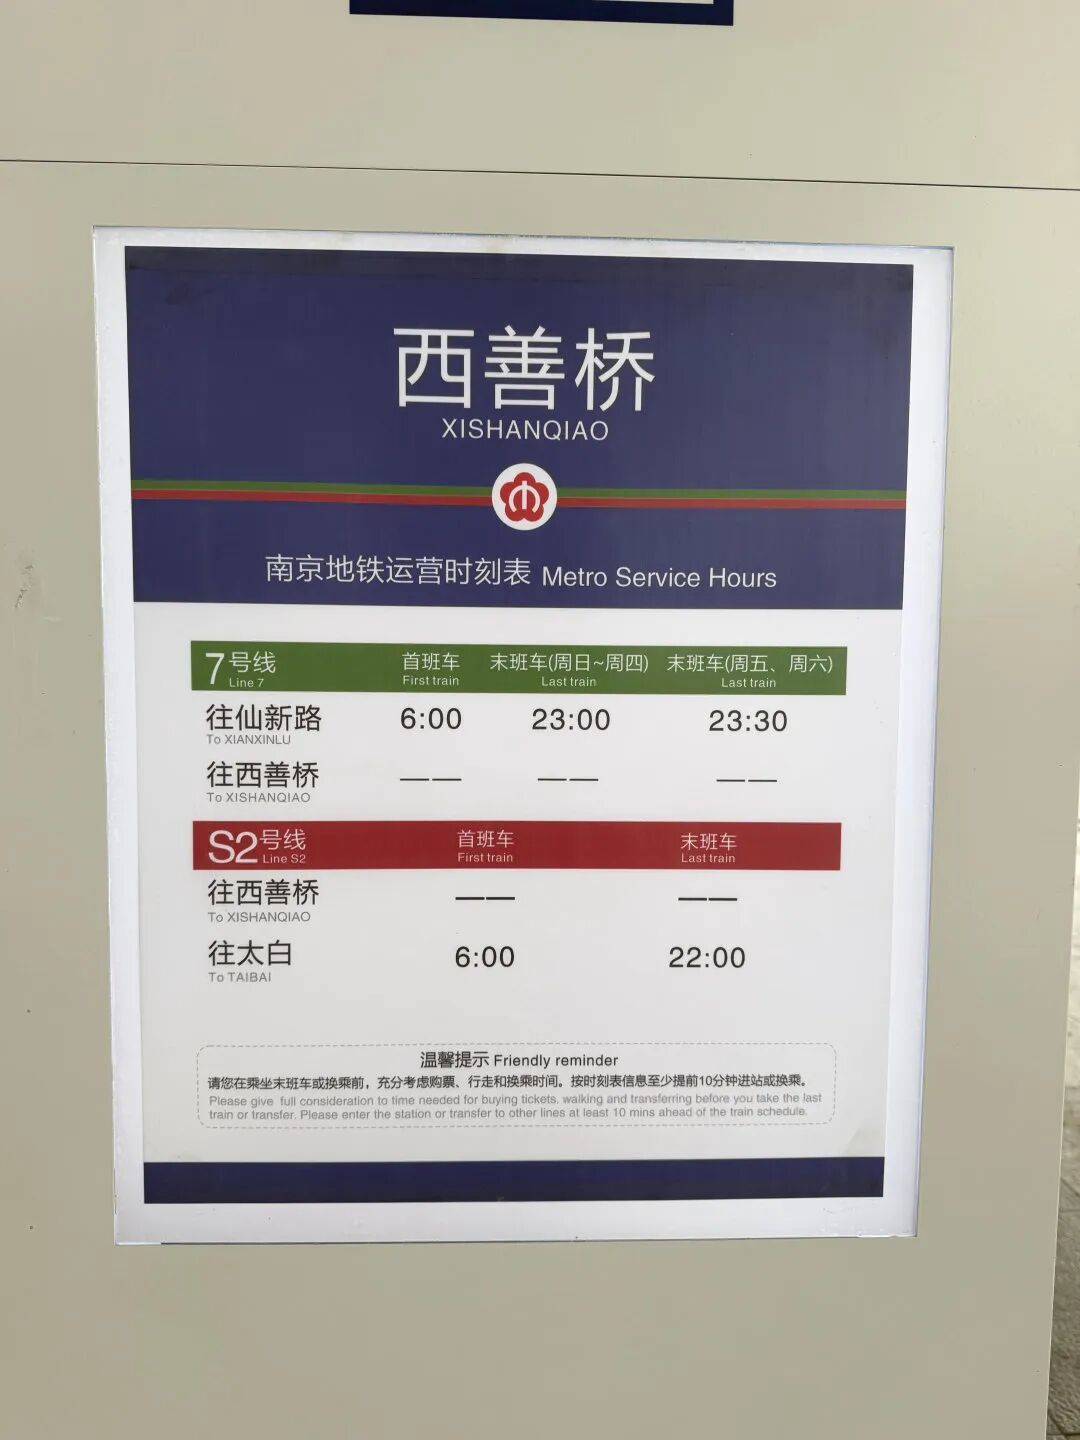 西善桥
XISHANQIAO
南京地铁运营时刻表 Metro Service Hours
7号线 首班车 末班车(周日~周四) 末班车(周五、周六)
Line 7 First train Last train Last train
往仙新路 6:00 23:00 23:30
To XIANXINLU
往西善桥 —— —— ——
To XISHANQIAO
S2号线 首班车 末班车
Line S2 First train Last train
往西善桥 —— ——
To XISHANQIAO
往太白 6:00 22:00
To TAIBAI
温馨提示 Friendly reminder
请您在乘坐末班车或换乘前，充分考虑购票、行走和换乘时间。按时刻表信息至少提前10分钟进站或换乘。
Please give full consideration to time needed for buying tickets, walking and transferring before you take the last
train or transfer. Please enter the station or transfer to other lines at least 10 mins ahead of the train schedule.